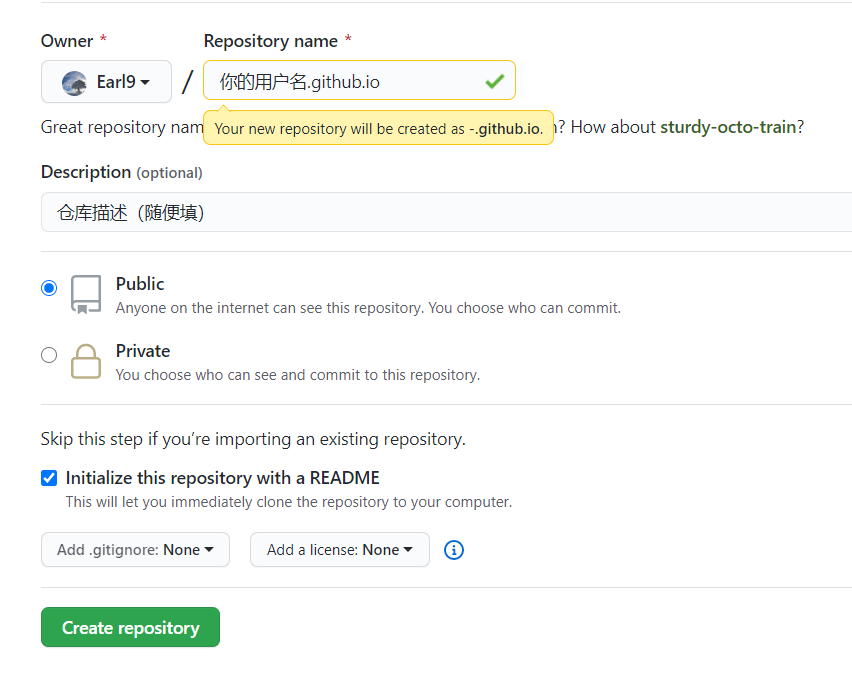 Owner * Repository name *
Earl9 / 你的用户名.github.io
Your new repository will be created as -.github.io.
Great repository nam ? How about sturdy-octo-train?
Description (optional)
仓库描述（随便填）
Public
Anyone on the internet can see this repository. You choose who can commit.
Private
You choose who can see and commit to this repository.
Skip this step if you’re importing an existing repository.
Initialize this repository with a README
This will let you immediately clone the repository to your computer.
Add .gitignore: None Add a license: None
Create repository